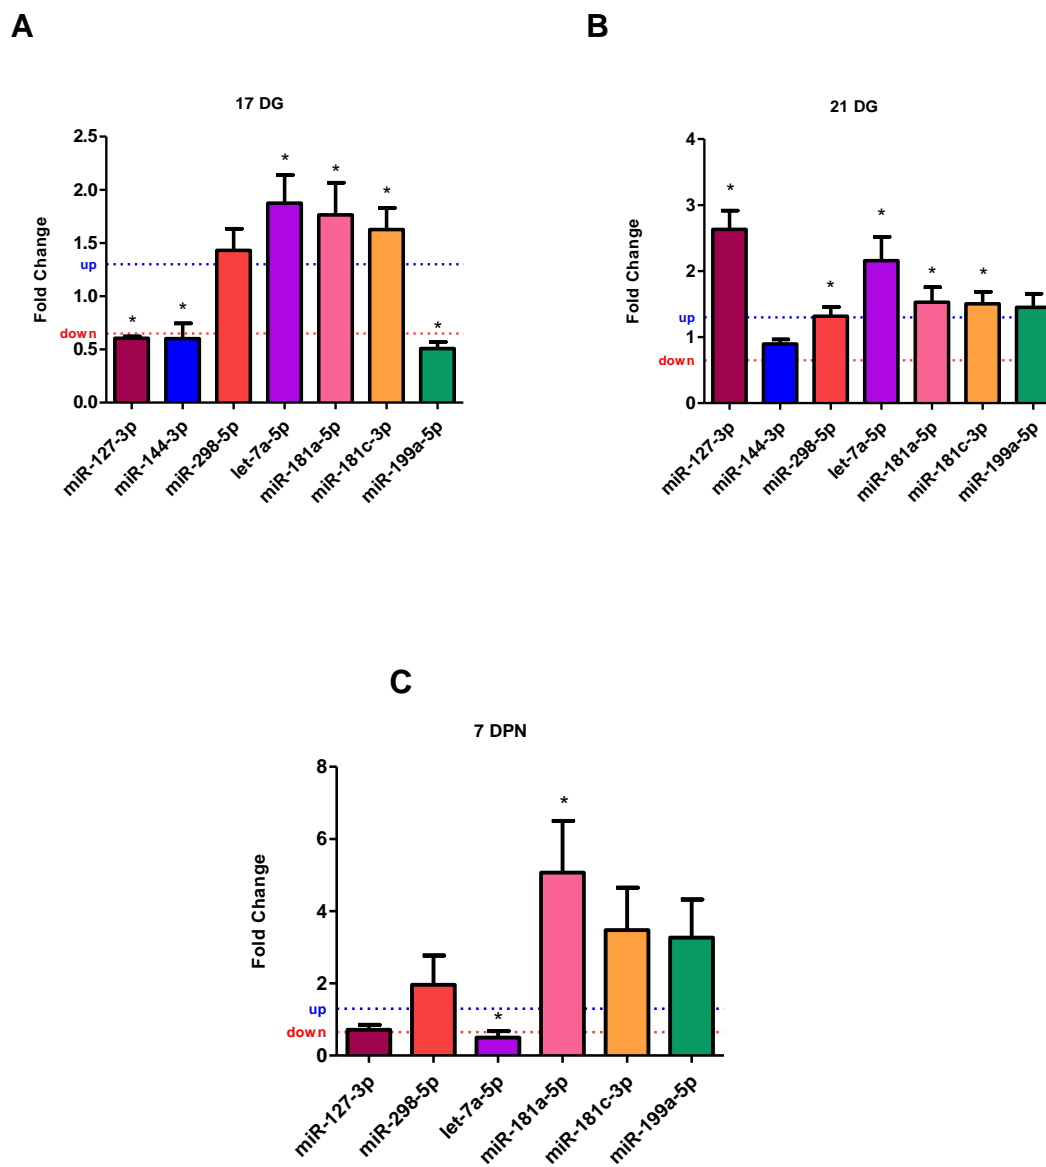 A
17 DG
Fold Change
2.5
2.0
1.5
1.0
0.5
0.0
up
down
*
*
*
*
*
*
miR-127-3p
miR-144-3p
miR-298-5p
let-7a-5p
miR-181a-5p
miR-181c-3p
miR-199a-5p
B
21 DG
Fold Change
4
3
2
1
0
up
down
*
*
*
*
*
miR-127-3p
miR-144-3p
miR-298-5p
let-7a-5p
miR-181a-5p
miR-181c-3p
miR-199a-5p
C
7 DPN
Fold Change
8
6
4
2
0
up
down
*
*
miR-127-3p
miR-298-5p
let-7a-5p
miR-181a-5p
miR-181c-3p
miR-199a-5p